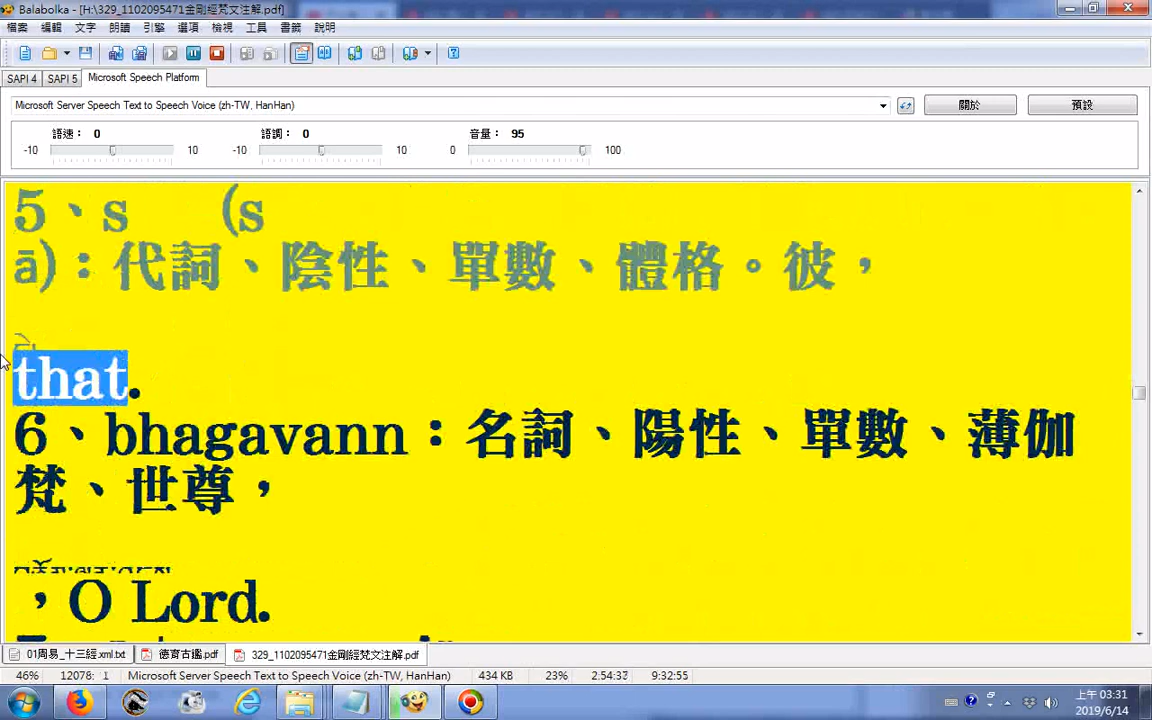 Balabolka - [H:\329_1102095471金剛經梵文注解.pdf]
檔案 編輯 文字 朗讀 引擎 選項 檢視 工具 書籤 說明
SAPI 4 SAPI 5 Microsoft Speech Platform
Microsoft Server Speech Text to Speech Voice (zh-TW, HanHan) 關於 預設
語速： 0 語調： 0 音量： 95
-10 10 -10 10 0 100
5、s (s
ā)：代詞、陰性、單數、體格。彼，
that.
6、bhagavann：名詞、陽性、單數、薄伽
梵、世尊，
，O Lord.
01周易_十三經.xml.txt 德育古鑑.pdf 329_1102095471金剛經梵文注解.pdf
46% 12078: 1 Microsoft Server Speech Text to Speech Voice (zh-TW, HanHan) 434 KB 23% 2:54:33 9:32:55
上午 03:31
2019/6/14